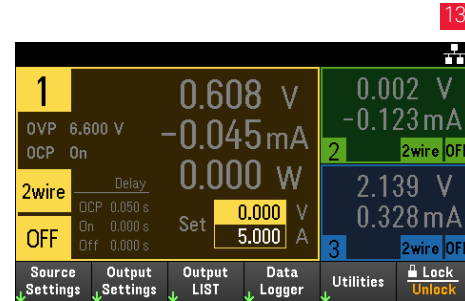 13
1
0.608 V
OVP 6.600 V
-0.045mA
OCP On
0.000 W
2wire
Delay
OCP 0.050 s
On 0.000 s
Off 0.000 s
Set
0.000 V
5.000 A
OFF
0.002 V
-0.123mA
2
2wire OFF
2.139 V
0.328mA
3
2wire OFF
Source
Settings
Output
Settings
Output
LIST
Data
Logger
Utilities
Lock
Unlock